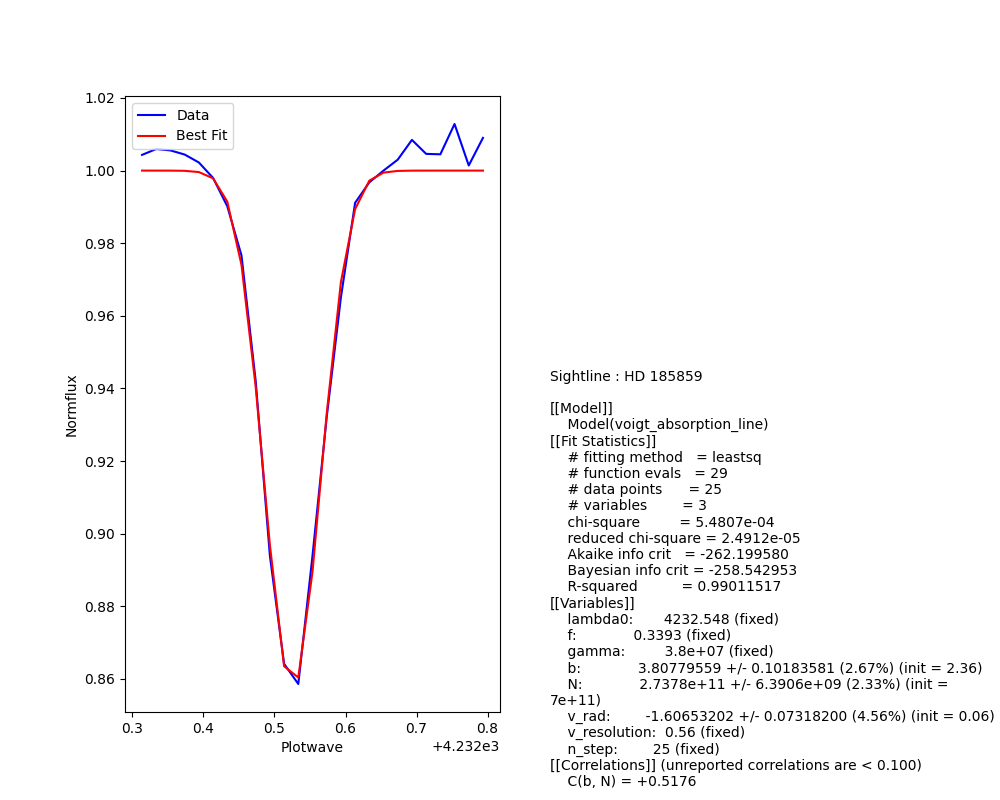 1.02
1.00
0.98
0.96
0.94
0.92
0.90
0.88
0.86
Normflux
Data
Best Fit
0.3 0.4 0.5 0.6 0.7 0.8
Plotwave
+4.232e3
Sightline : HD 185859
[[Model]]
Model(voigt_absorption_line)
[[Fit Statistics]]
# fitting method = leastsq
# function evals = 29
# data points = 25
# variables = 3
chi-square = 5.4807e-04
reduced chi-square = 2.4912e-05
Akaike info crit = -262.199580
Bayesian info crit = -258.542953
R-squared = 0.99011517
[[Variables]]
lambda0: 4232.548 (fixed)
f: 0.3393 (fixed)
gamma: 3.8e+07 (fixed)
b: 3.80779559 +/- 0.10183581 (2.67%) (init = 2.36)
N: 2.7378e+11 +/- 6.3906e+09 (2.33%) (init =
7e+11)
v_rad: -1.60653202 +/- 0.07318200 (4.56%) (init = 0.06)
v_resolution: 0.56 (fixed)
n_step: 25 (fixed)
[[Correlations]] (unreported correlations are < 0.100)
C(b, N) = +0.5176